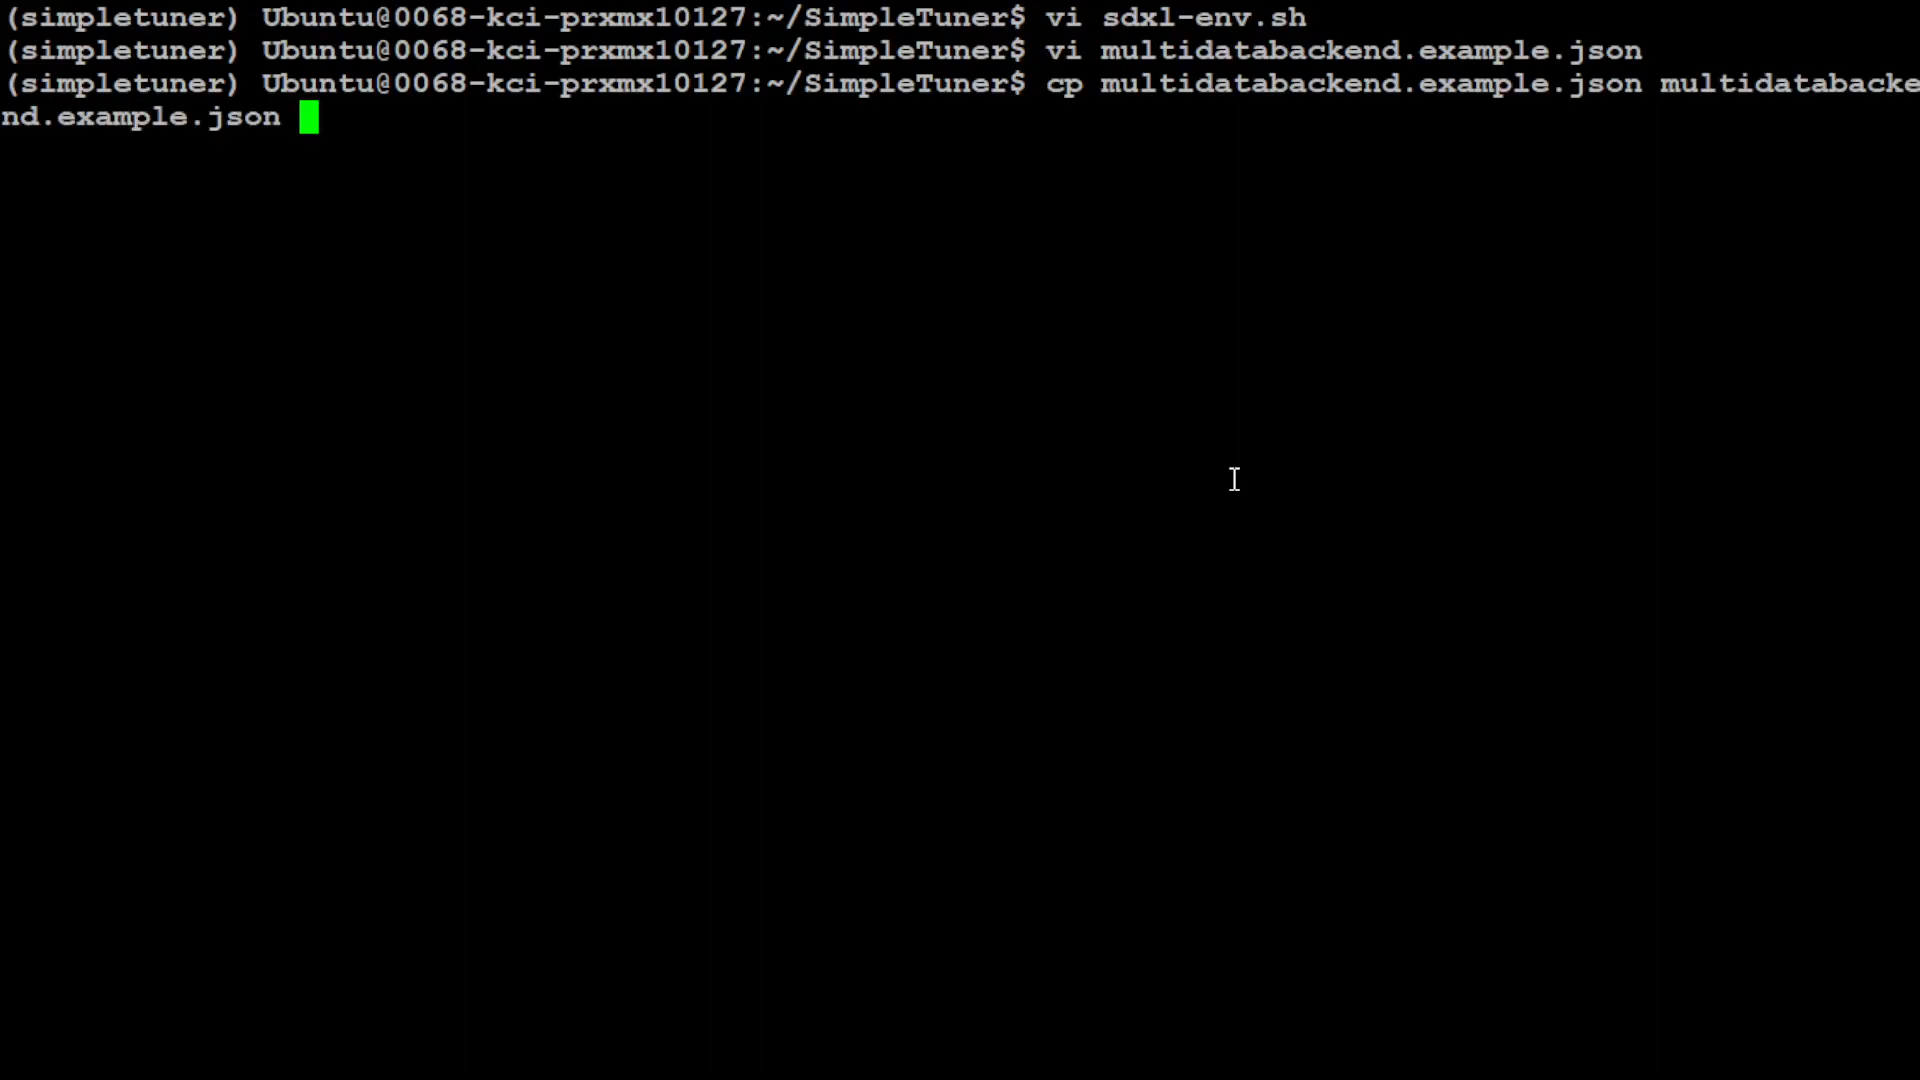 (simpletuner) Ubuntu@0068-kci-prxmx10127:~/SimpleTuner$ vi sdxl-env.sh
(simpletuner) Ubuntu@0068-kci-prxmx10127:~/SimpleTuner$ vi multidatabackend.example.json
(simpletuner) Ubuntu@0068-kci-prxmx10127:~/SimpleTuner$ cp multidatabackend.example.json multidatabacke
nd.example.json